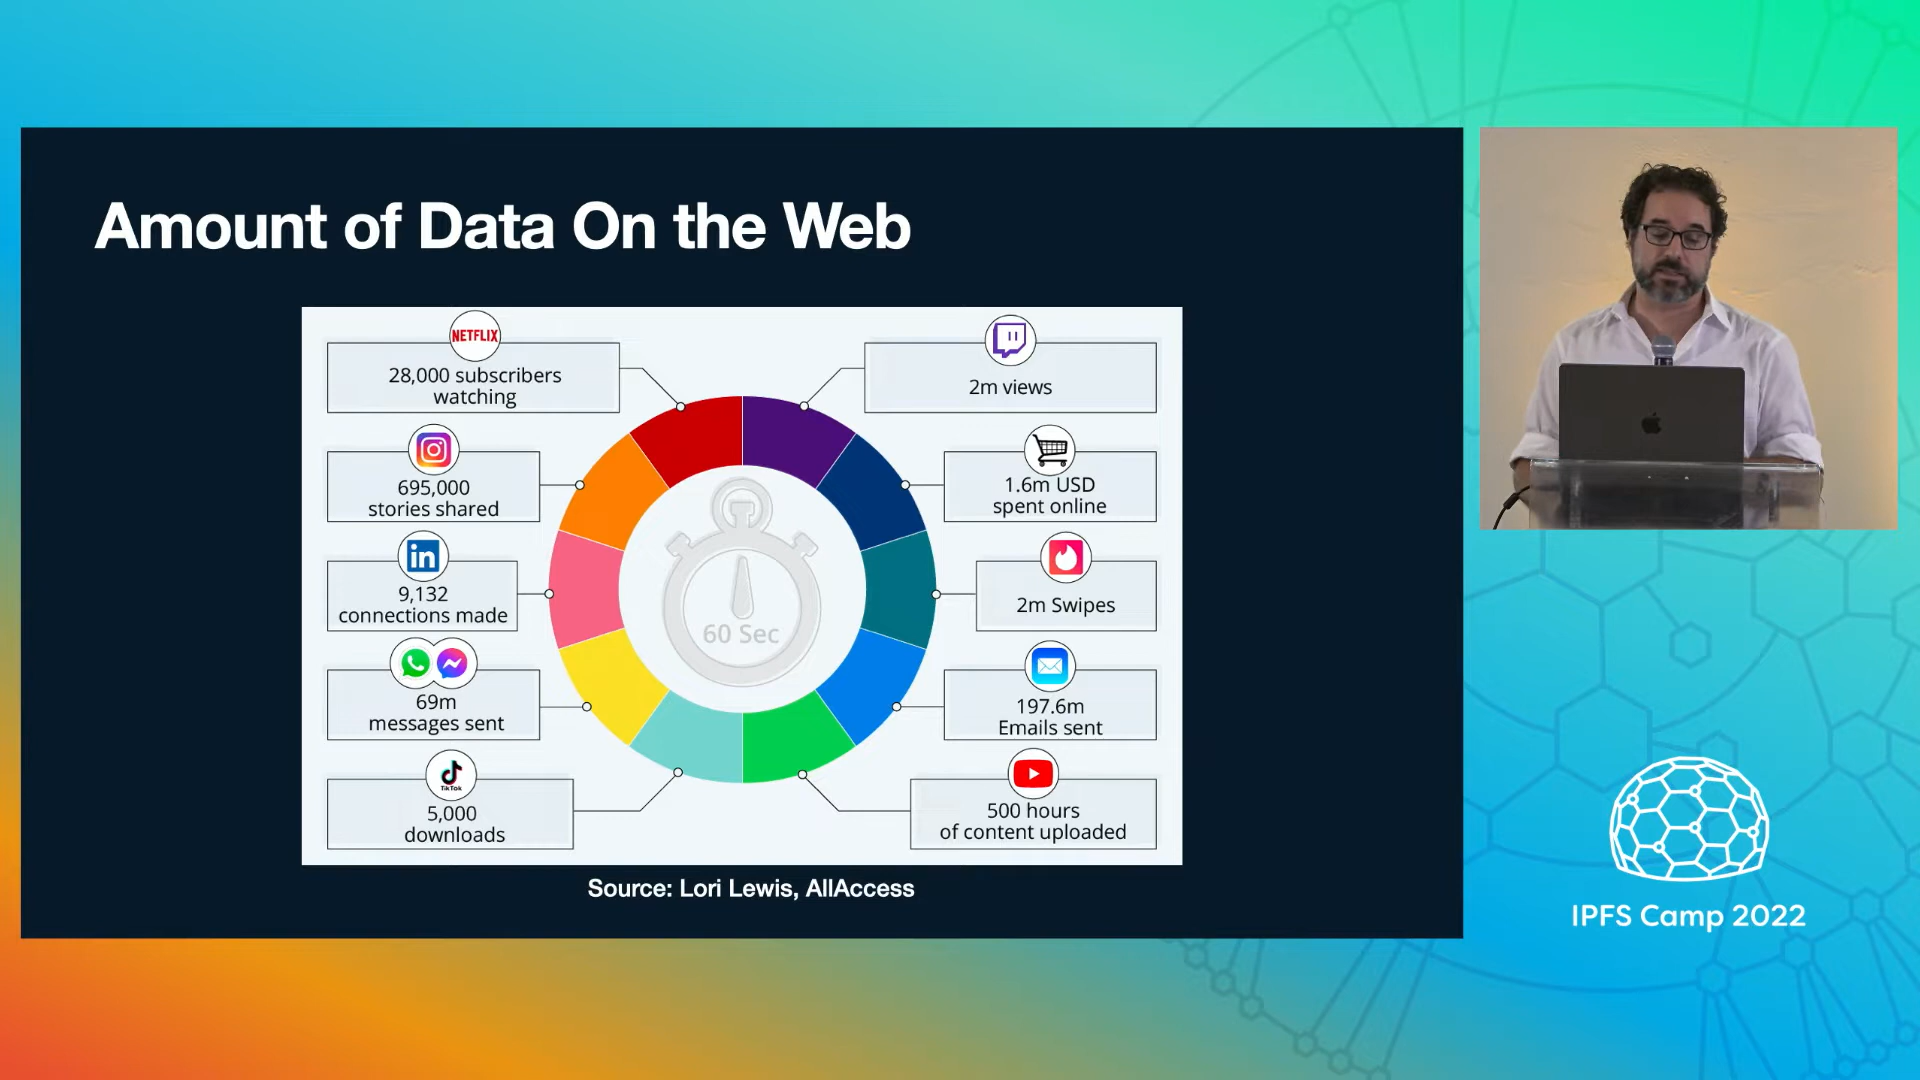 Amount of Data On the Web
NETFLIX
28,000 subscribers
watching
2m views
695,000
stories shared
1.6m USD
spent online
in
9,132
connections made
2m Swipes
60 Sec
69m
messages sent
197.6m
Emails sent
TikTok
5,000
downloads
500 hours
of content uploaded
Source: Lori Lewis, AllAccess
IPFS Camp 2022